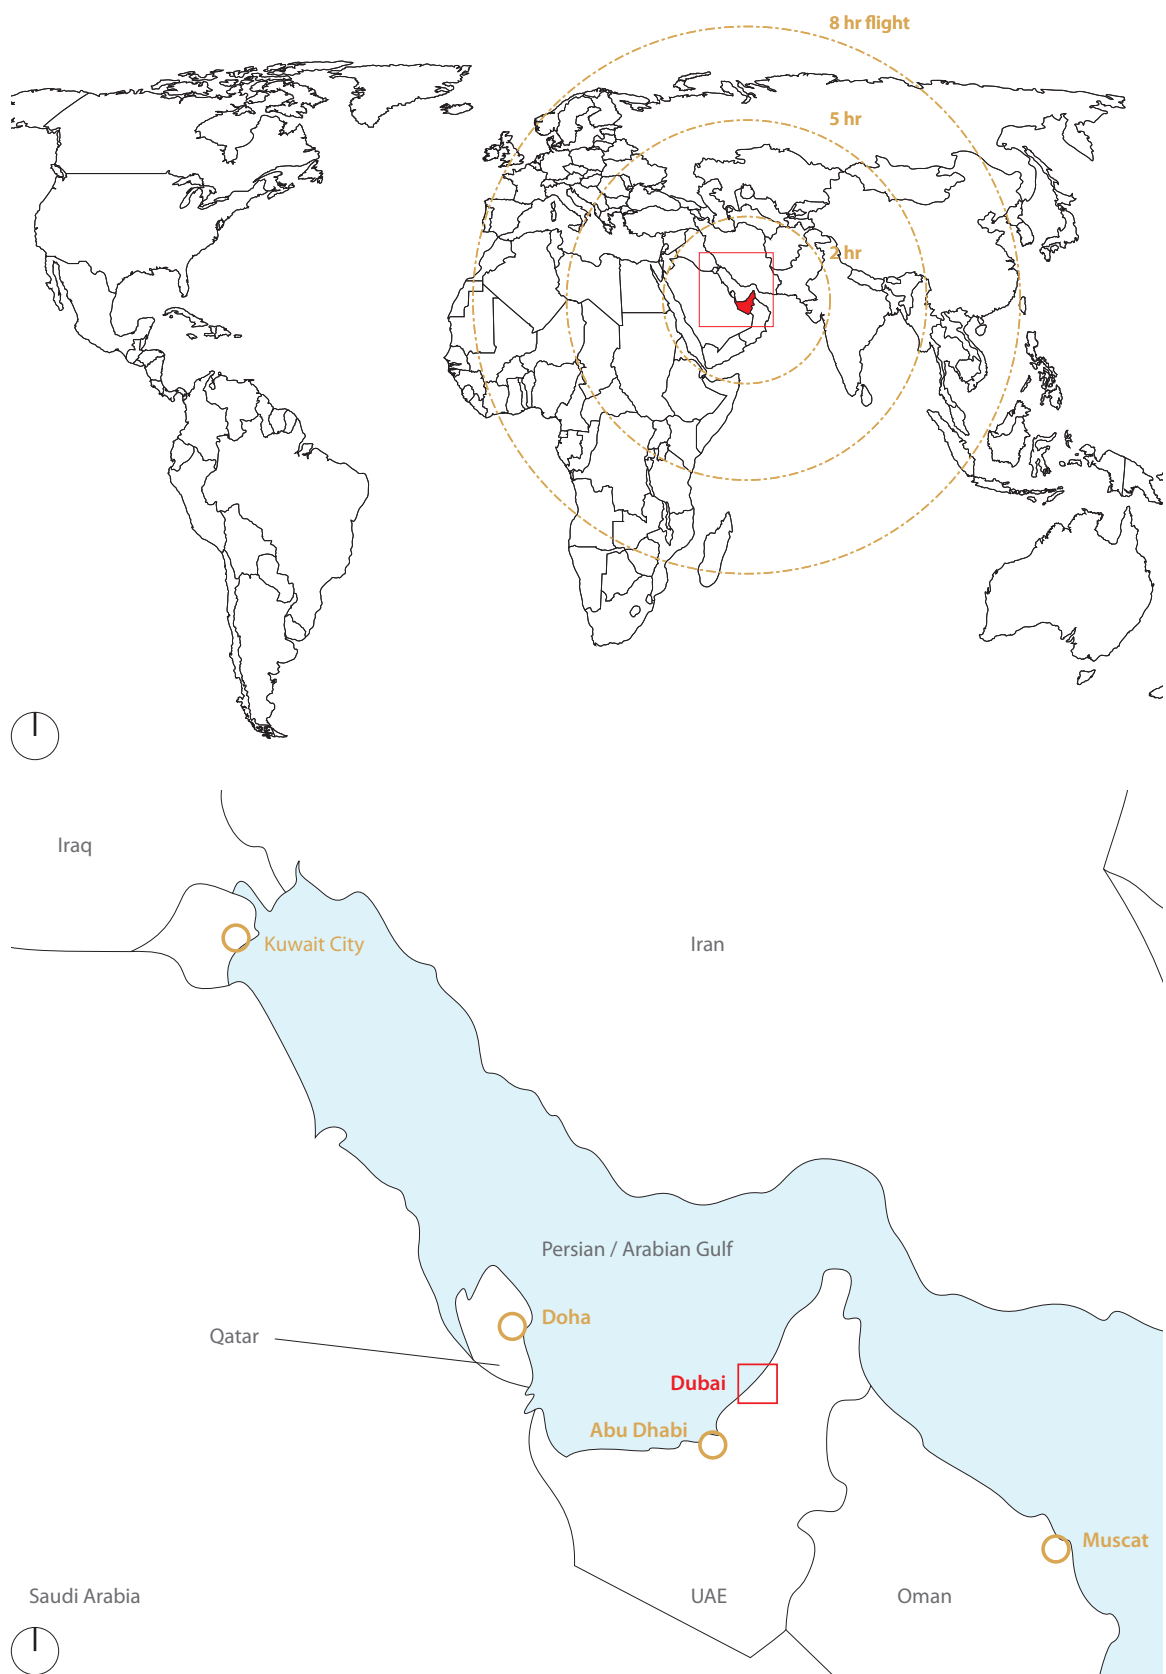 8 hr flight
5 hr
2 hr
Iraq
Kuwait City
Iran
Persian / Arabian Gulf
Doha
Qatar
Dubai
Abu Dhabi
Muscat
Saudi Arabia
UAE
Oman